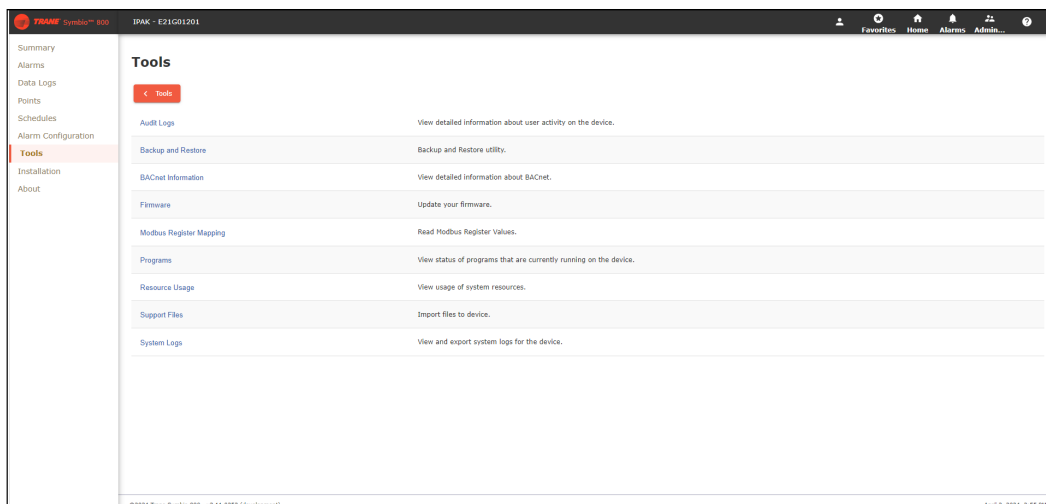 TRANE Symbio™ 800
IPAK - E21G01201
Favorites Home Alarms Admin...
Summary
Alarms
Data Logs
Points
Schedules
Alarm Configuration
Tools
Installation
About
Tools
< Tools
Audit Logs View detailed information about user activity on the device.
Backup and Restore Backup and Restore utility.
BACnet Information View detailed information about BACnet.
Firmware Update your firmware.
Modbus Register Mapping Read Modbus Register Values.
Programs View status of programs that are currently running on the device.
Resource Usage View usage of system resources.
Support Files Import files to device.
System Logs View and export system logs for the device.